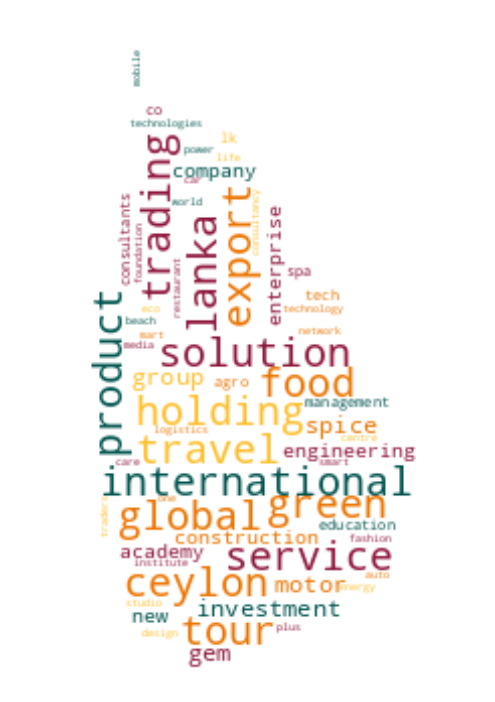 mobile
co
technologies
lk
power
life
trading
company
car
world
consultants
foundation
restaurant
lanka
export
consultancy
enterprise
spa
product
tech
eco
technology
beach
network
mart
media
solution
group
agro
food
holding
management
spice
logistics
centre
travel
engineering
care
smart
international
one
traders
global
green
education
construction
fashion
academy
institute
service
ceylon
motor
auto
energy
studio
investment
new
tour
plus
design
gem